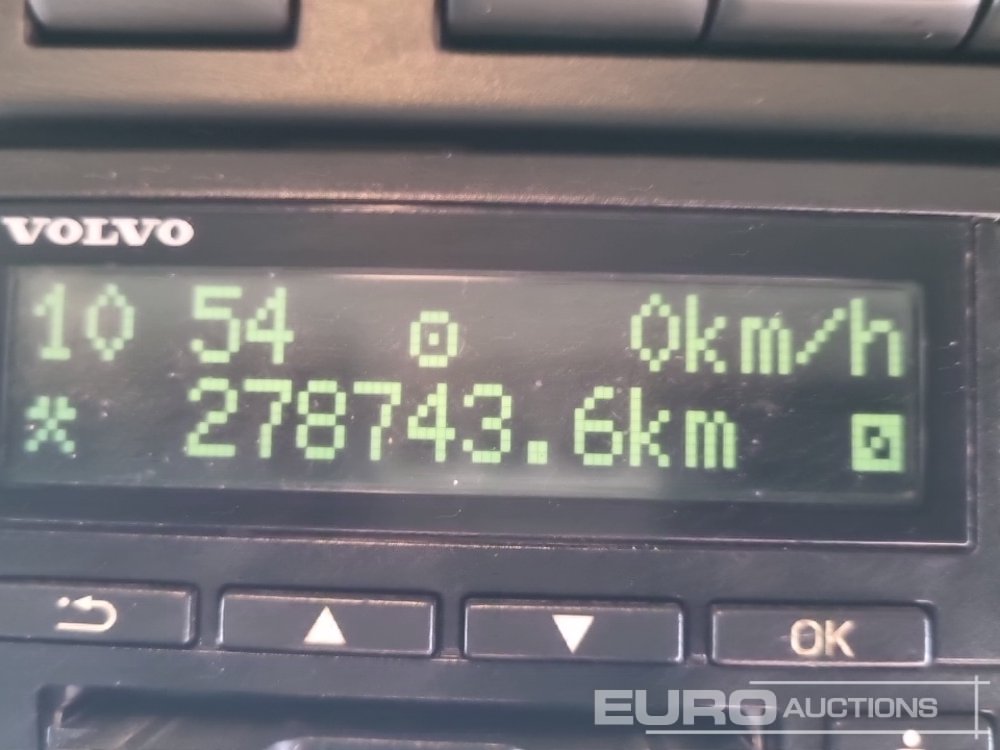 VOLVO
10 54 0km/h
* 278743.6km
OK
EURO AUCTIONS